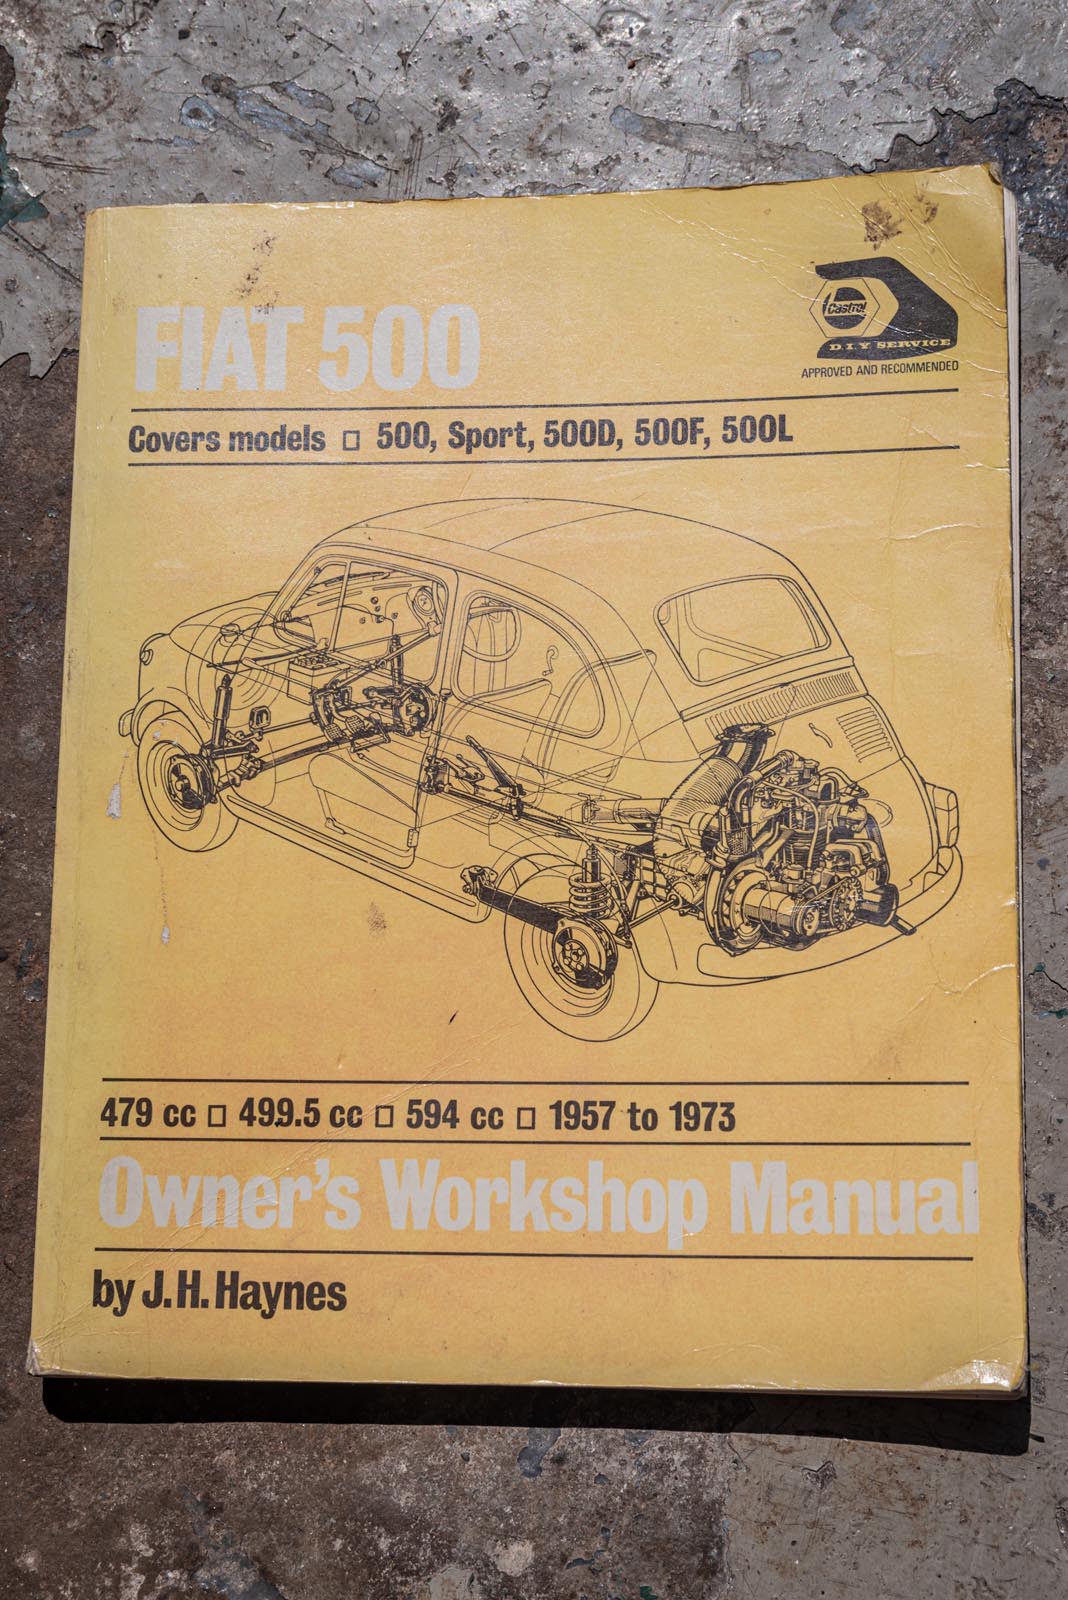 Castrol
D.I.Y. SERVICE
APPROVED AND RECOMMENDED
FIAT 500
Covers models □ 500, Sport, 500D, 500F, 500L
479 cc □ 499.5 cc □ 594 cc □ 1957 to 1973
Owner's Workshop Manual
by J.H.Haynes